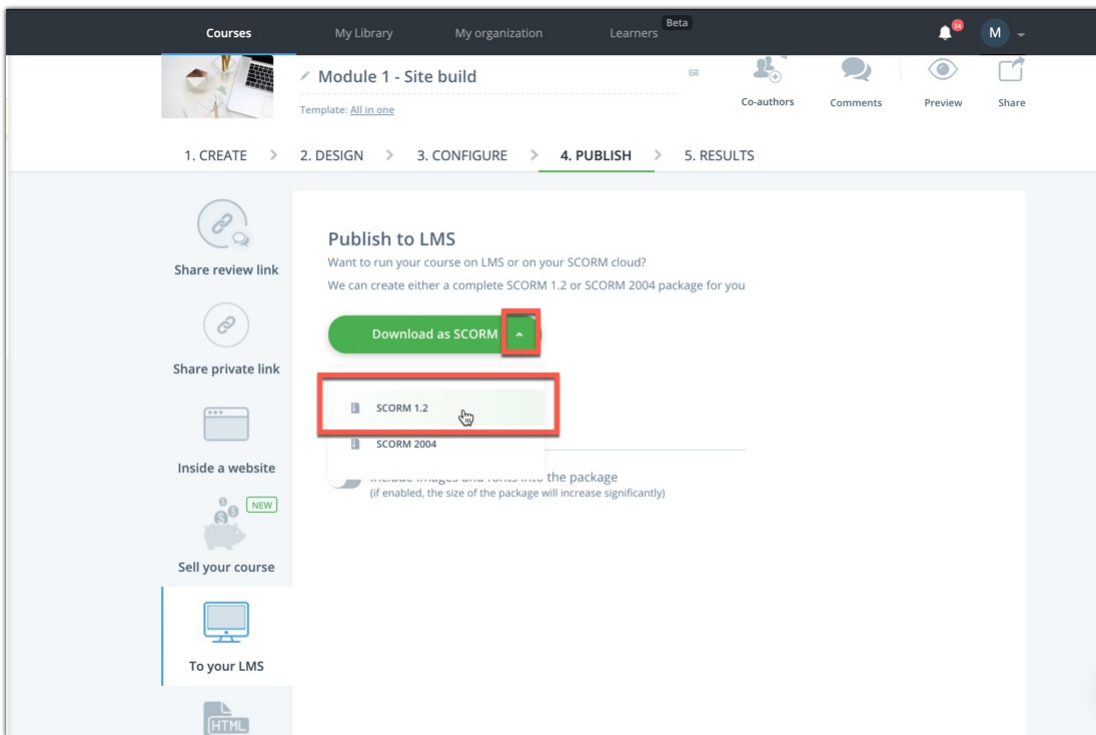 Courses
My Library
My organization
Learners
Beta
M
Module 1 - Site build
Template: All in one
Co-authors
Comments
Preview
Share
1. CREATE
2. DESIGN
3. CONFIGURE
4. PUBLISH
5. RESULTS
Share review link
Share private link
Inside a website
NEW
Sell your course
To your LMS
HTML
Publish to LMS
Want to run your course on LMS or on your SCORM cloud?
We can create either a complete SCORM 1.2 or SCORM 2004 package for you
Download as SCORM
SCORM 1.2
SCORM 2004
Include images and fonts into the package
(if enabled, the size of the package will increase significantly)